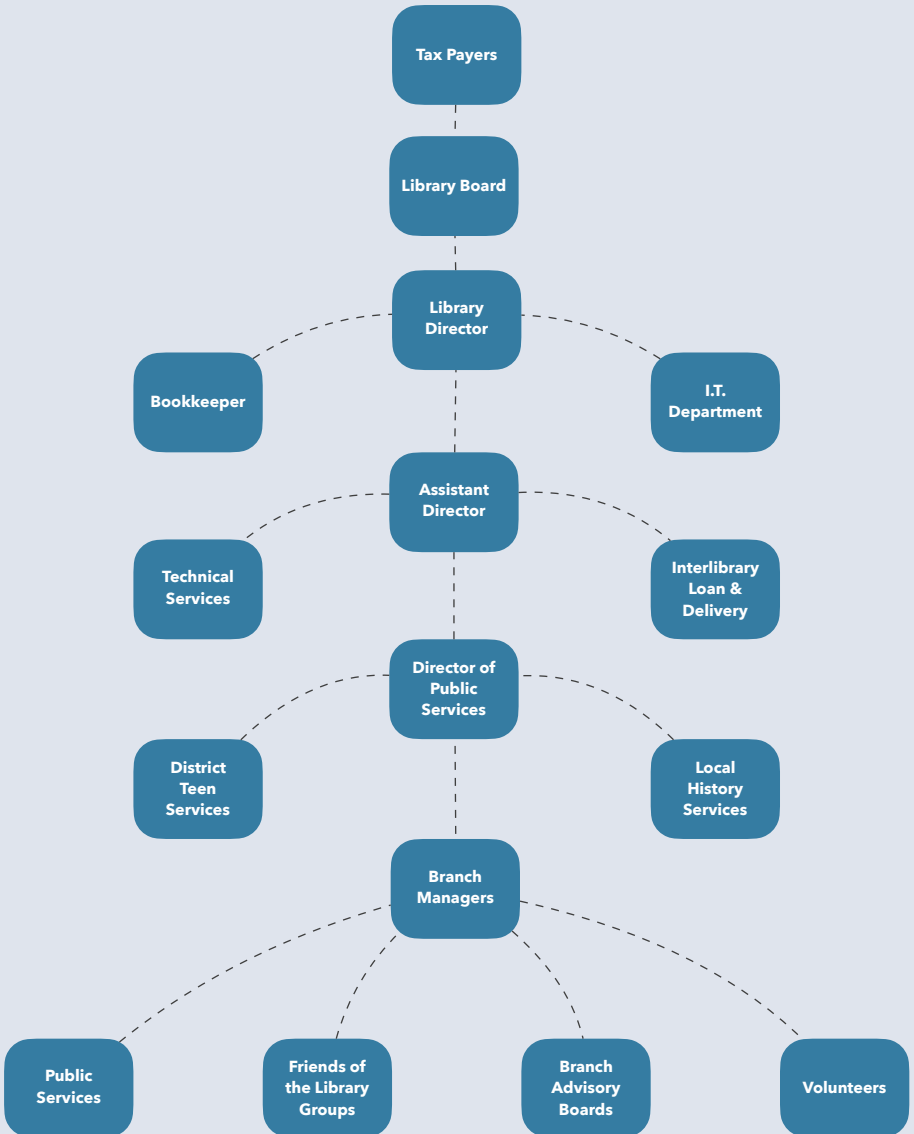 Tax Payers
Library Board
Library
Director
Bookkeeper
I.T.
Department
Assistant
Director
Technical
Services
Interlibrary
Loan &
Delivery
Director of
Public
Services
District
Teen
Services
Local
History
Services
Branch
Managers
Public
Services
Friends of
the Library
Groups
Branch
Advisory
Boards
Volunteers